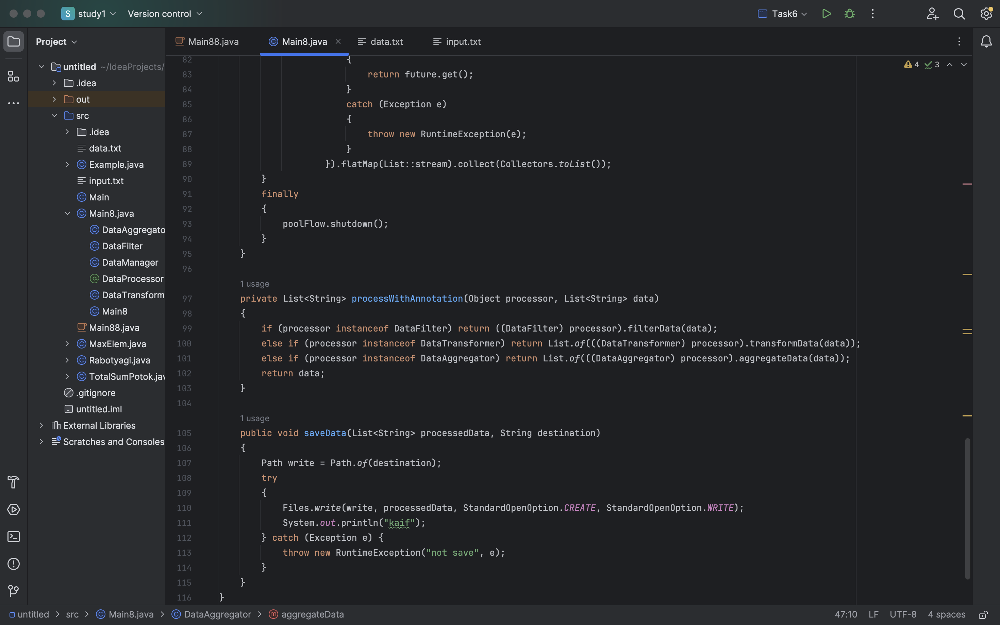 S study1 Version control Task6
Project
Main88.java Main8.java data.txt input.txt
untitled ~/IdeaProjects/
.idea
out
src
.idea
data.txt
Example.java
input.txt
Main
Main8.java
DataAggregato
DataFilter
DataManager
DataProcessor
DataTransform
Main8
Main88.java
MaxElem.java
Rabotyagi.java
TotalSumPotok.jav
.gitignore
untitled.iml
External Libraries
Scratches and Consoles
4 3
82 {
83 return future.get();
84 }
85 catch (Exception e)
86 {
87 throw new RuntimeException(e);
88 }
89 }).flatMap(List::stream).collect(Collectors.toList());
90 }
91 finally
92 {
93 poolFlow.shutdown();
94 }
95 }
96
1 usage
97 private List<String> processWithAnnotation(Object processor, List<String> data)
98 {
99 if (processor instanceof DataFilter) return ((DataFilter) processor).filterData(data);
100 else if (processor instanceof DataTransformer) return List.of(((DataTransformer) processor).transformData(data));
101 else if (processor instanceof DataAggregator) return List.of(((DataAggregator) processor).aggregateData(data));
102 return data;
103 }
104
1 usage
105 public void saveData(List<String> processedData, String destination)
106 {
107 Path write = Path.of(destination);
108 try
109 {
110 Files.write(write, processedData, StandardOpenOption.CREATE, StandardOpenOption.WRITE);
111 System.out.println("kaif");
112 } catch (Exception e) {
113 throw new RuntimeException("not save", e);
114 }
115 }
116 }
untitled > src > Main8.java > DataAggregator > aggregateData 47:10 LF UTF-8 4 spaces